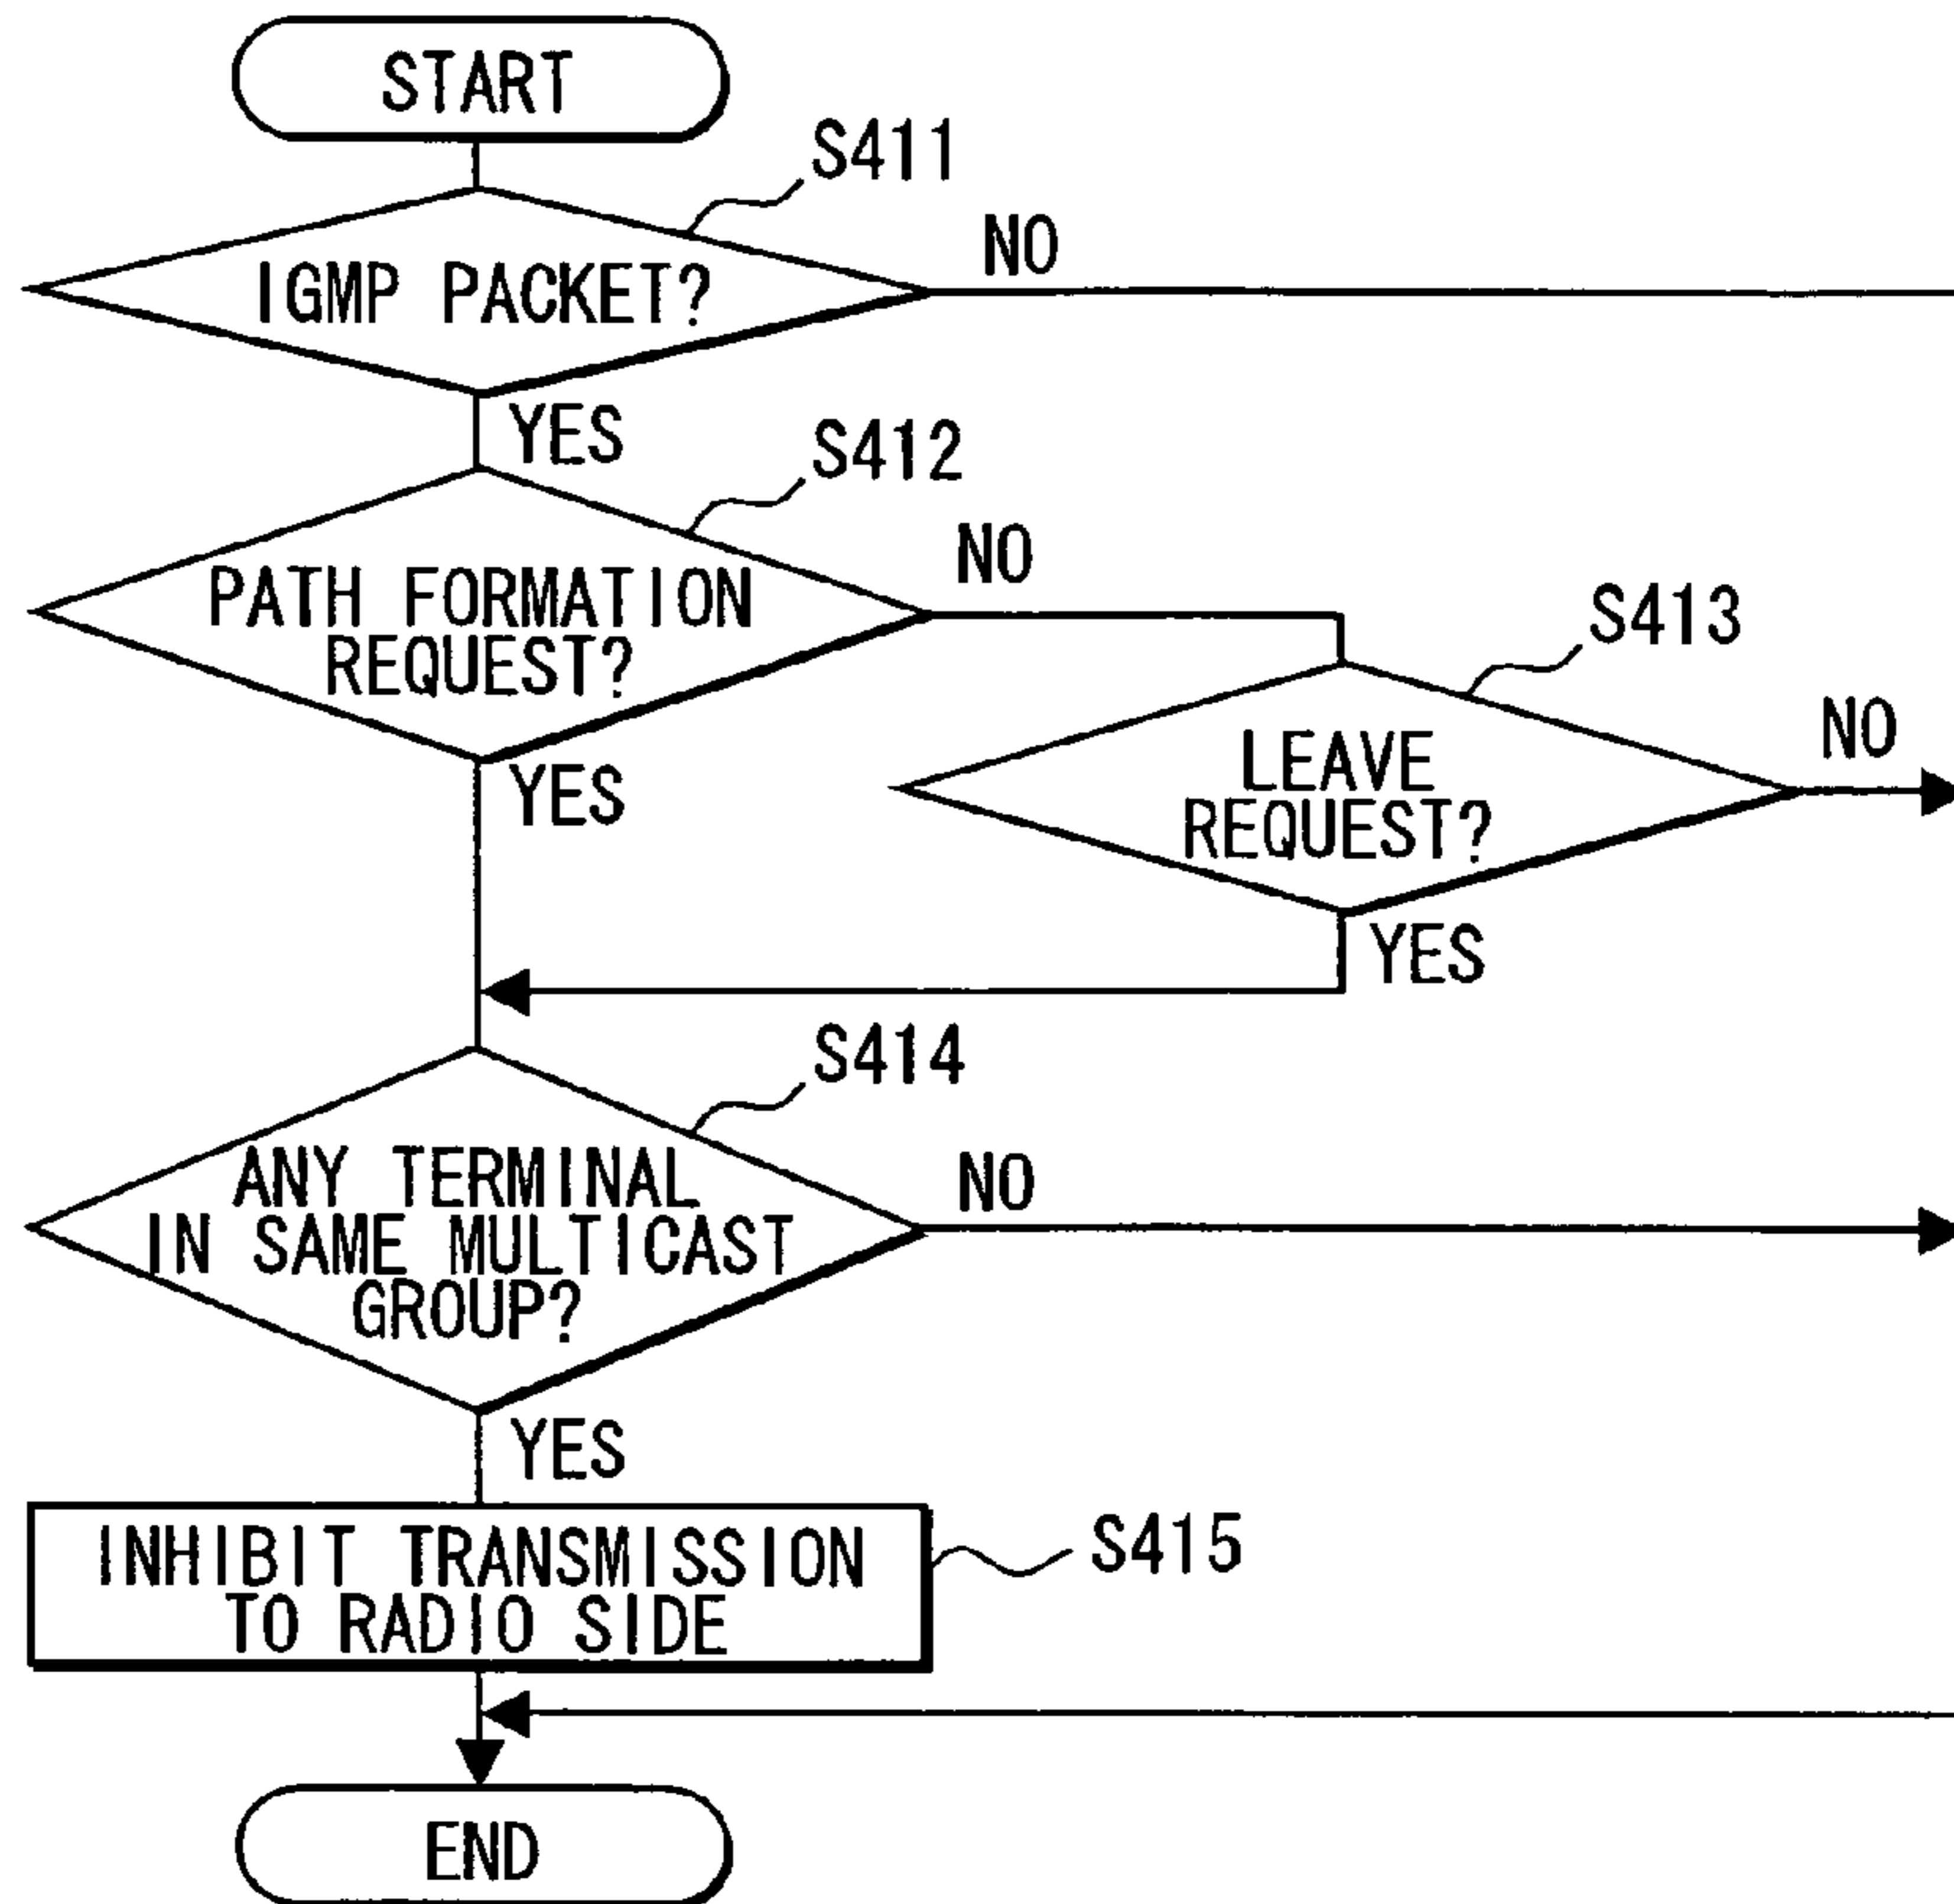 START
S411
IGMP PACKET?
NO
YES
S412
PATH FORMATION
REQUEST?
NO
S413
YES
LEAVE
REQUEST?
NO
YES
S414
ANY TERMINAL
IN SAME MULTICAST
GROUP?
NO
YES
INHIBIT TRANSMISSION
TO RADIO SIDE
S415
END